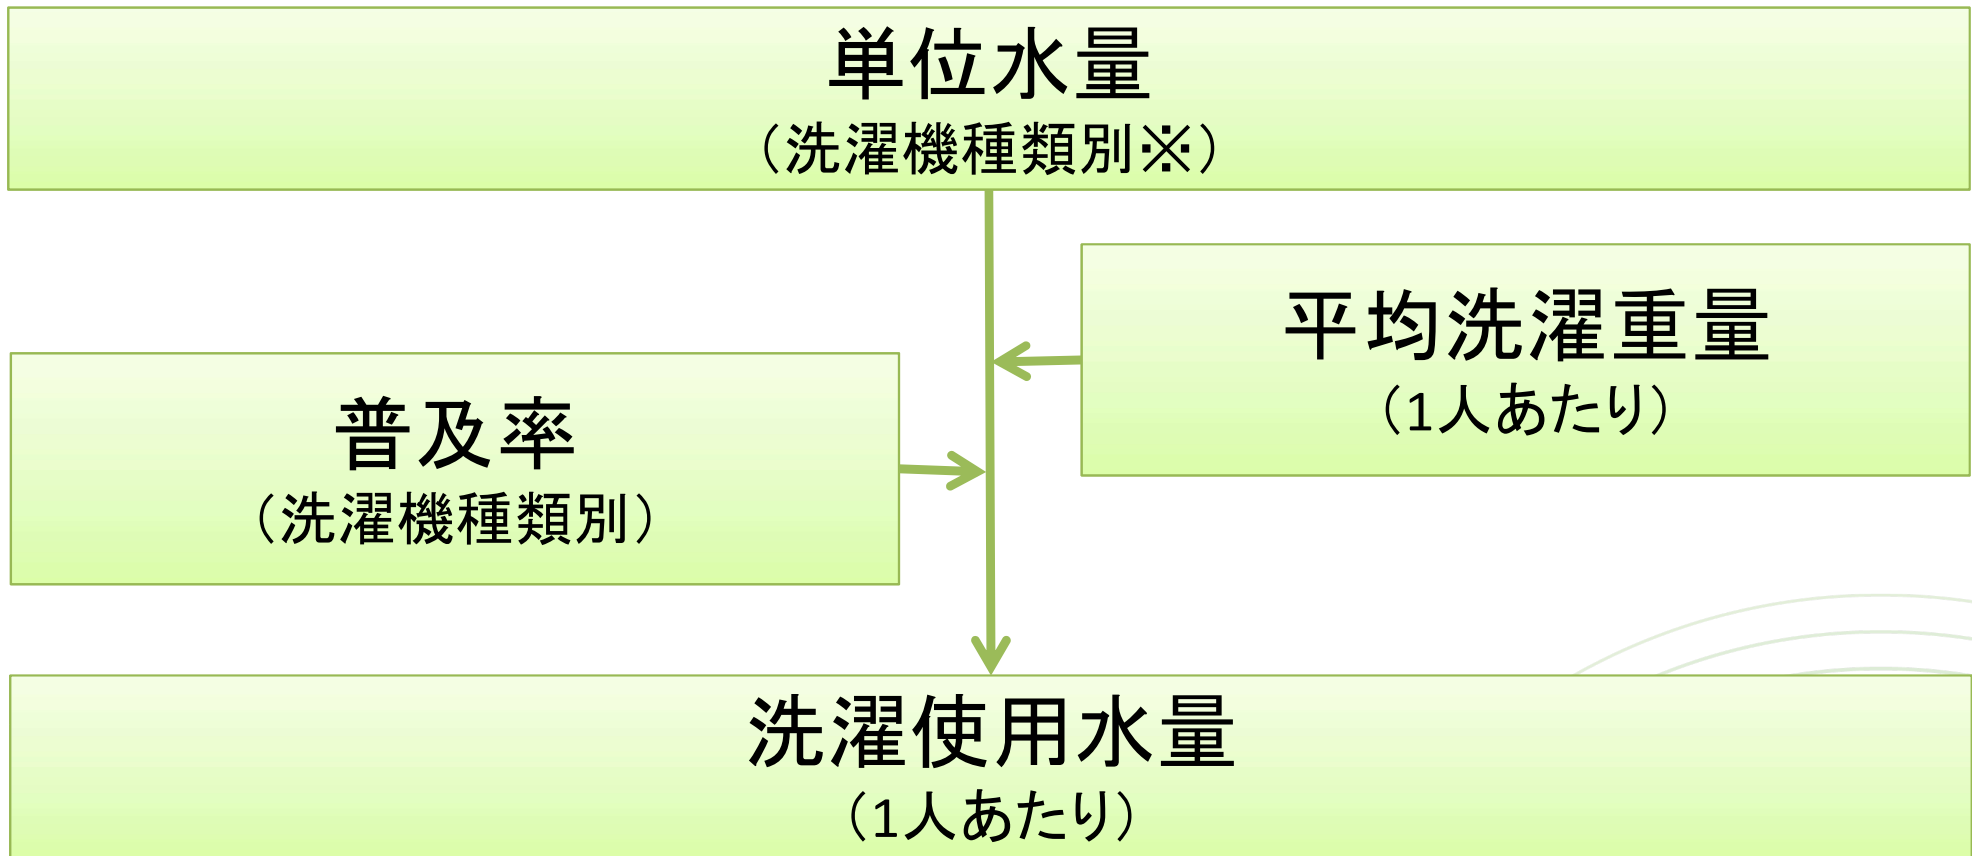 単位水量
（洗濯機種類別※）
平均洗濯重量
（1人あたり）
普及率
（洗濯機種類別）
洗濯使用水量
（1人あたり）